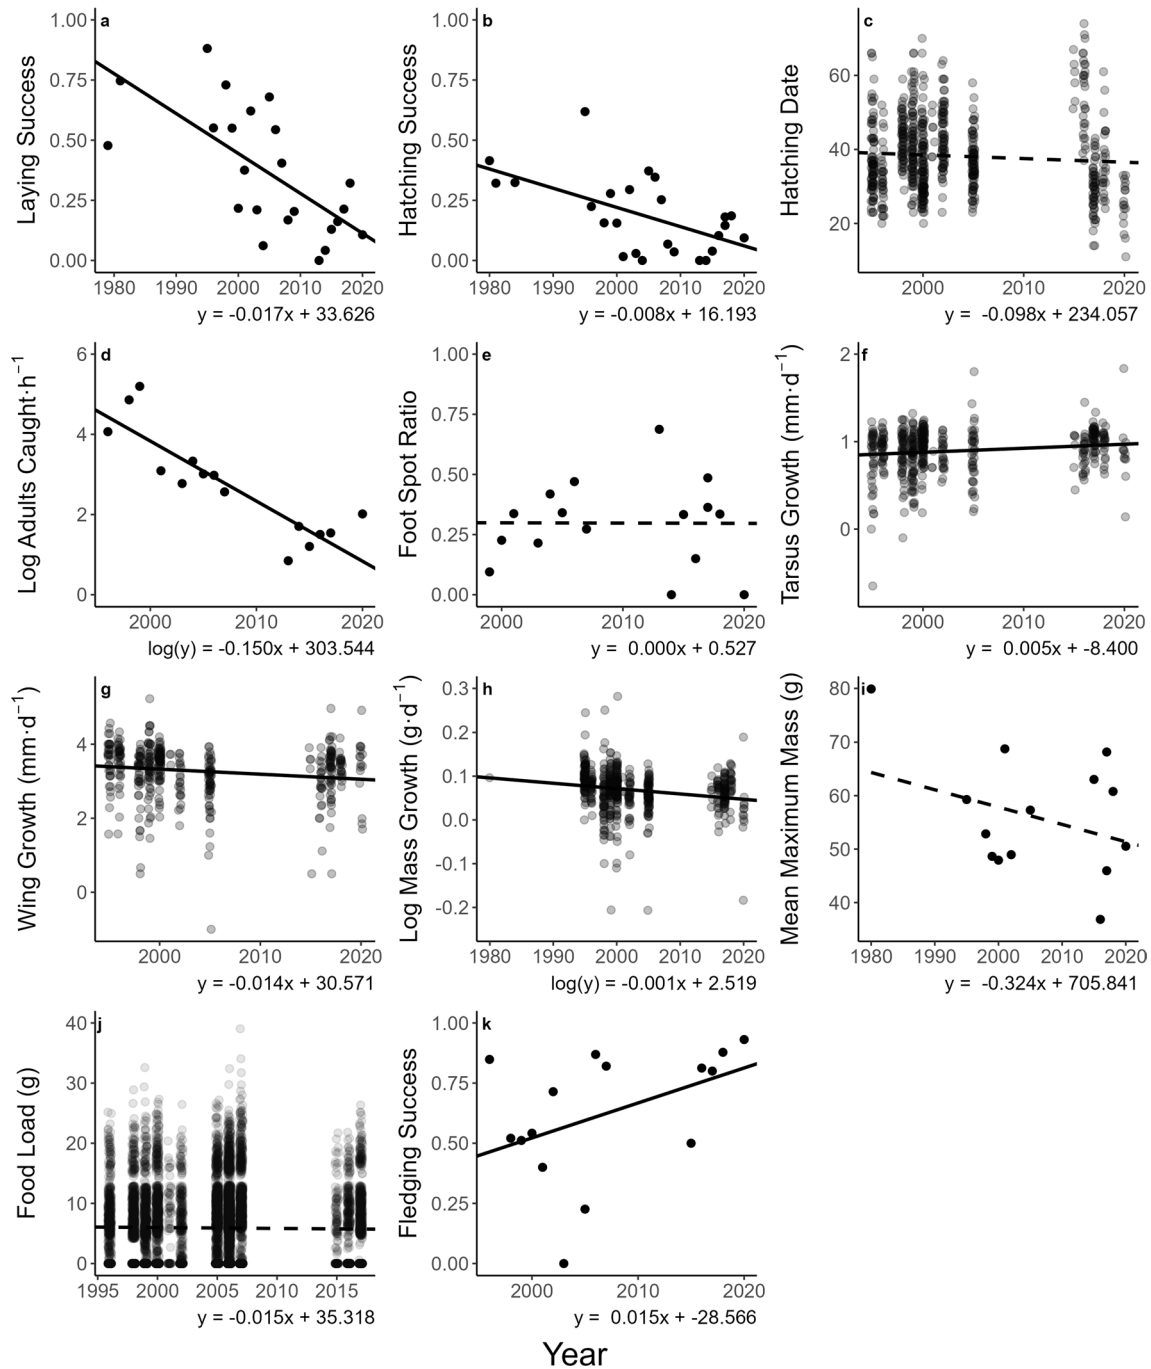 a
Laying Success
1.00
0.75
0.50
0.25
0.00
1980 1990 2000 2010 2020
y = -0.017x + 33.626
b
Hatching Success
1.00
0.75
0.50
0.25
0.00
1980 1990 2000 2010 2020
y = -0.008x + 16.193
c
Hatching Date
60
40
20
2000 2010 2020
y = -0.098x + 234.057
d
Log Adults Caught·h⁻¹
6
4
2
0
2000 2010 2020
log(y) = -0.150x + 303.544
e
Foot Spot Ratio
1.00
0.75
0.50
0.25
0.00
2000 2010 2020
y = 0.000x + 0.527
f
Tarsus Growth (mm·d⁻¹)
2
1
0
2000 2010 2020
y = 0.005x + -8.400
g
Wing Growth (mm·d⁻¹)
4
2
0
2000 2010 2020
y = -0.014x + 30.571
h
Log Mass Growth (g·d⁻¹)
0.3
0.2
0.1
0.0
-0.1
-0.2
1980 1990 2000 2010 2020
log(y) = -0.001x + 2.519
i
Mean Maximum Mass (g)
80
70
60
50
40
1980 1990 2000 2010 2020
y = -0.324x + 705.841
j
Food Load (g)
40
30
20
10
0
1995 2000 2005 2010 2015
y = -0.015x + 35.318
k
Fledging Success
1.00
0.75
0.50
0.25
0.00
2000 2010 2020
y = 0.015x + -28.566
Year